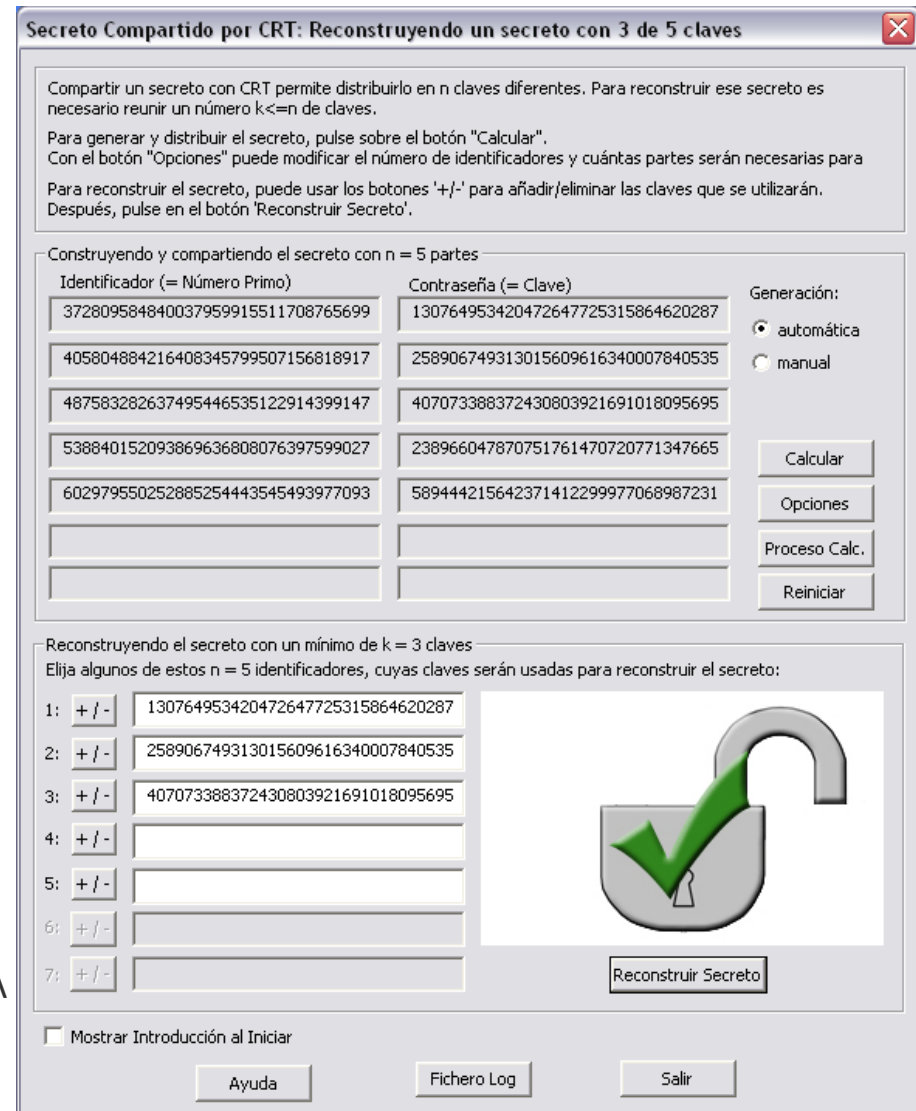 Secreto Compartido por CRT: Reconstruyendo un secreto con 3 de 5 claves
Compartir un secreto con CRT permite distribuirlo en n claves diferentes. Para reconstruir ese secreto es
necesario reunir un número k<=n de claves.
Para generar y distribuir el secreto, pulse sobre el botón "Calcular".
Con el botón "Opciones" puede modificar el número de identificadores y cuántas partes serán necesarias para
Para reconstruir el secreto, puede usar los botones '+/-' para añadir/eliminar las claves que se utilizarán.
Después, pulse en el botón 'Reconstruir Secreto'.
Construyendo y compartiendo el secreto con n = 5 partes
Identificador (= Número Primo) Contraseña (= Clave) Generación:
372809584840037959915511708765699 130764953420472647725315864620287
automática
405804884216408345799507156818917 258906749313015609616340007840535
manual
487583282637495446535122914399147 407073388372430803921691018095695
538840152093869636808076397599027 238966047870751761470720771347665
Calcular
602979550252885254443545493977093 589444215642371412299977068987231
Opciones
Proceso Calc.
Reiniciar
Reconstruyendo el secreto con un mínimo de k = 3 claves
Elija algunos de estos n = 5 identificadores, cuyas claves serán usadas para reconstruir el secreto:
1: + / - 130764953420472647725315864620287
2: + / - 258906749313015609616340007840535
3: + / - 407073388372430803921691018095695
4: + / -
5: + / -
6: + / -
7: + / -
Reconstruir Secreto
Mostrar Introducción al Iniciar
Ayuda Fichero Log Salir